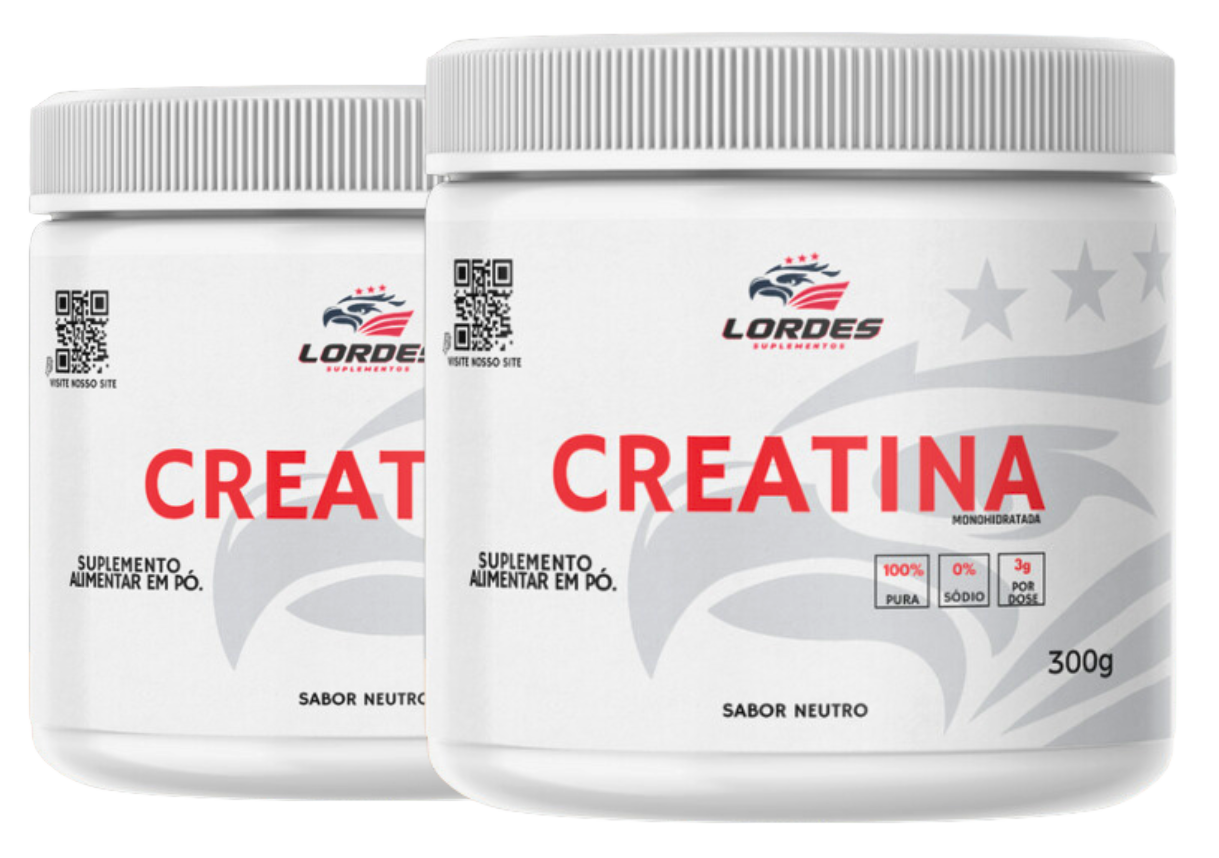 VISITE NOSSO SITE
LORDES
SUPLEMENTOS
CREAT
SUPLEMENTO
ALIMENTAR EM PÓ.
SABOR NEUTRO
VISITE NOSSO SITE
LORDES
SUPLEMENTOS
CREATINA
MONOHIDRATADA
SUPLEMENTO
ALIMENTAR EM PÓ.
100%
PURA
0%
SÓDIO
3g
POR
DOSE
300g
SABOR NEUTRO